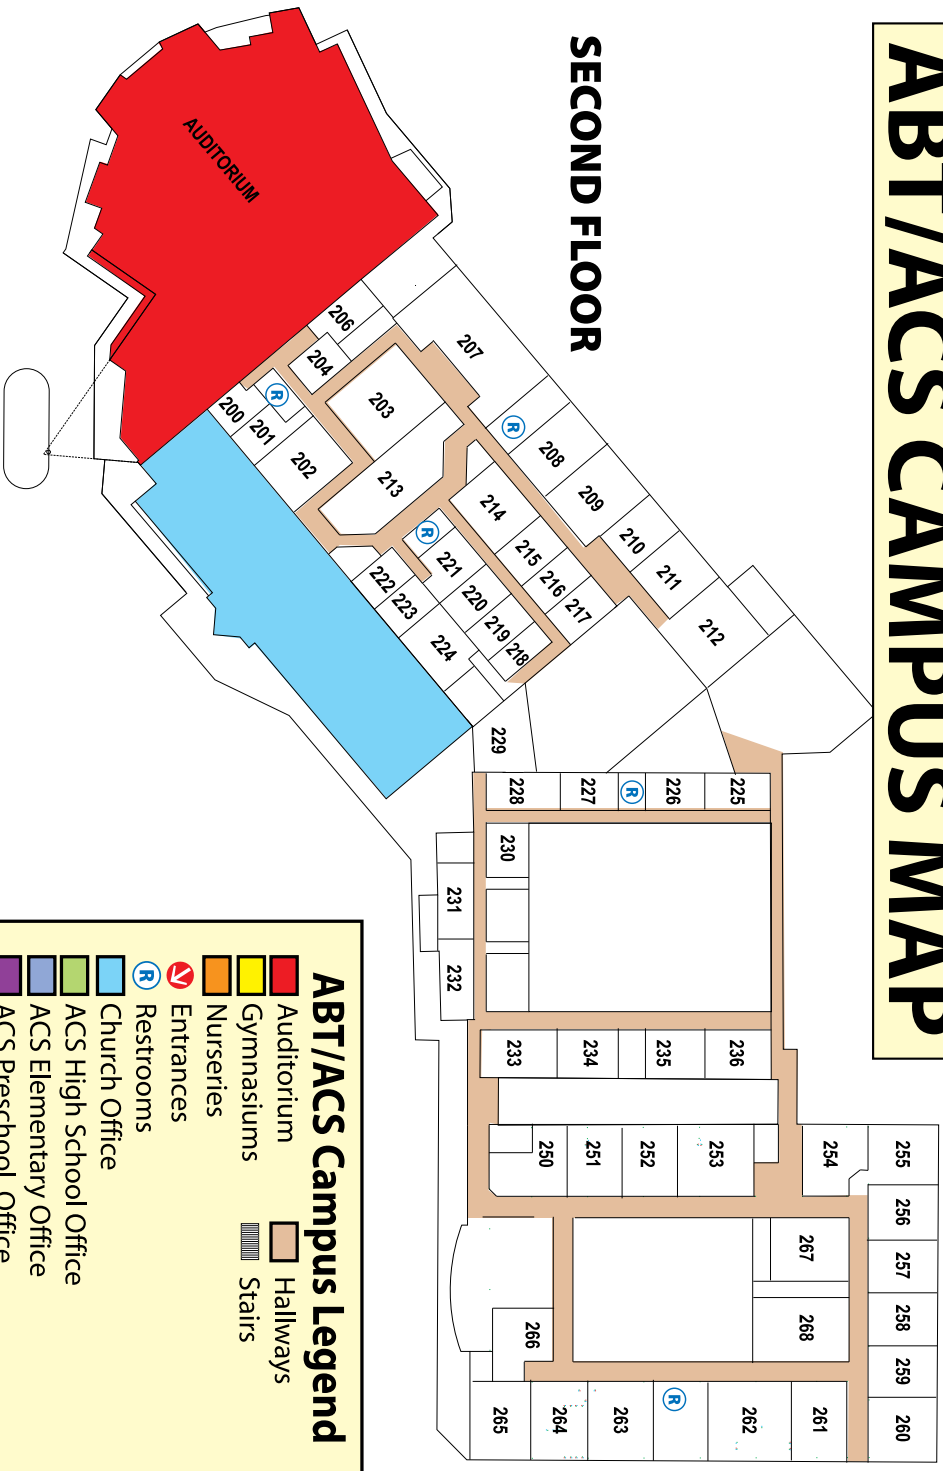 ABT/ACS CAMPUS MAP
SECOND FLOOR
AUDITORIUM
200
201
202
203
204
206
207
R
R
208
209
210
211
212
213
214
215
216
217
R
218
219
220
221
222
223
224
225
226
R
227
228
229
230
231
232
233
234
235
236
250
251
252
253
254
255
256
257
258
259
260
261
262
R
263
264
265
266
267
268
ABT/ACS Campus Legend
Auditorium
Gymnasiums
Nurseries
Entrances
R Restrooms
Church Office
ACS High School Office
ACS Elementary Office
ACS Preschool Office
Hallways
Stairs